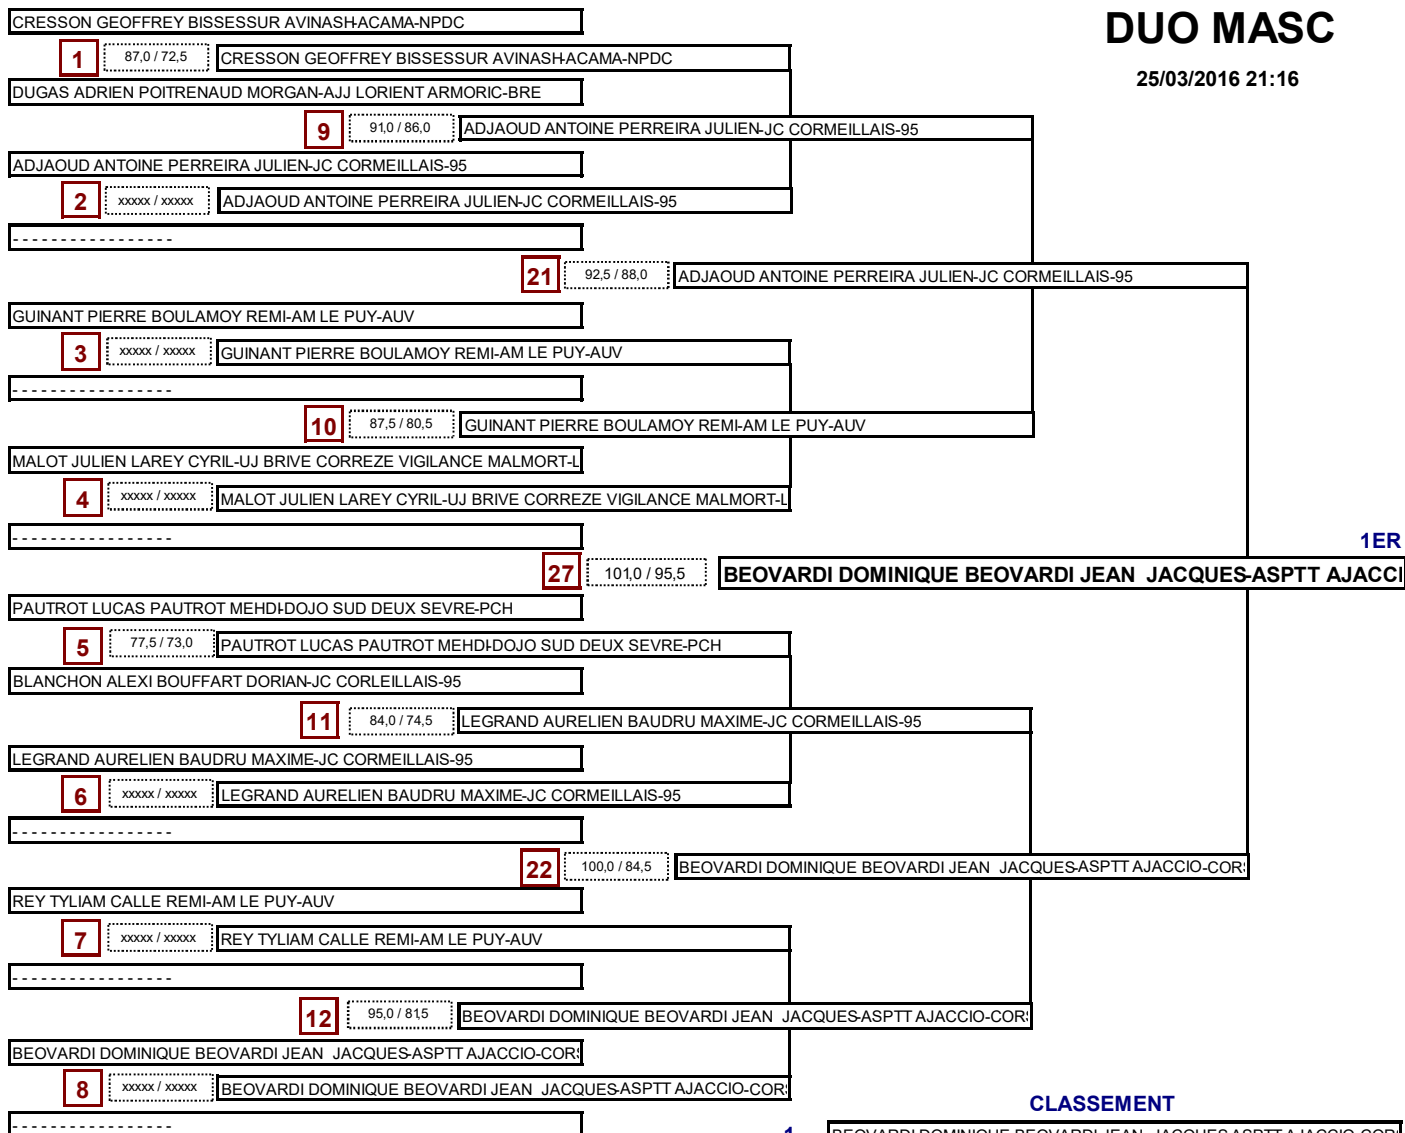 DUO MASC
25/03/2016 21:16
CRESSON GEOFFREY BISSESSUR AVINASH-ACAMA-NPDC
1 87,0 / 72,5 CRESSON GEOFFREY BISSESSUR AVINASH-ACAMA-NPDC
DUGAS ADRIEN POITRENAUD MORGAN-AJJ LORIENT ARMORIC-BRE
9 91,0 / 86,0 ADJAOUD ANTOINE PERREIRA JULIEN-JC CORMEILLAIS-95
ADJAOUD ANTOINE PERREIRA JULIEN-JC CORMEILLAIS-95
2 xxxxx / xxxxx ADJAOUD ANTOINE PERREIRA JULIEN-JC CORMEILLAIS-95
- - - - - - - - - - - - - - - - -
21 92,5 / 88,0 ADJAOUD ANTOINE PERREIRA JULIEN-JC CORMEILLAIS-95
GUINANT PIERRE BOULAMOY REMI-AM LE PUY-AUV
3 xxxxx / xxxxx GUINANT PIERRE BOULAMOY REMI-AM LE PUY-AUV
- - - - - - - - - - - - - - - - -
10 87,5 / 80,5 GUINANT PIERRE BOULAMOY REMI-AM LE PUY-AUV
MALOT JULIEN LAREY CYRIL-UJ BRIVE CORREZE VIGILANCE MALMORT-L
4 xxxxx / xxxxx MALOT JULIEN LAREY CYRIL-UJ BRIVE CORREZE VIGILANCE MALMORT-L
- - - - - - - - - - - - - - - - -
1ER
27 101,0 / 95,5 BEOVARDI DOMINIQUE BEOVARDI JEAN JACQUES-ASPTT AJACCI
PAUTROT LUCAS PAUTROT MEHDI-DOJO SUD DEUX SEVRE-PCH
5 77,5 / 73,0 PAUTROT LUCAS PAUTROT MEHDI-DOJO SUD DEUX SEVRE-PCH
BLANCHON ALEXI BOUFFART DORIAN-JC CORLEILLAIS-95
11 84,0 / 74,5 LEGRAND AURELIEN BAUDRU MAXIME-JC CORMEILLAIS-95
LEGRAND AURELIEN BAUDRU MAXIME-JC CORMEILLAIS-95
6 xxxxx / xxxxx LEGRAND AURELIEN BAUDRU MAXIME-JC CORMEILLAIS-95
- - - - - - - - - - - - - - - - -
22 100,0 / 84,5 BEOVARDI DOMINIQUE BEOVARDI JEAN JACQUES-ASPTT AJACCIO-CORS
REY TYLIAM CALLE REMI-AM LE PUY-AUV
7 xxxxx / xxxxx REY TYLIAM CALLE REMI-AM LE PUY-AUV
- - - - - - - - - - - - - - - - -
12 95,0 / 81,5 BEOVARDI DOMINIQUE BEOVARDI JEAN JACQUES-ASPTT AJACCIO-CORS
BEOVARDI DOMINIQUE BEOVARDI JEAN JACQUES-ASPTT AJACCIO-CORS
8 xxxxx / xxxxx BEOVARDI DOMINIQUE BEOVARDI JEAN JACQUES-ASPTT AJACCIO-CORS
CLASSEMENT
- - - - - - - - - - - - - - - - -
1 BEOVARDI DOMINIQUE BEOVARDI JEAN JACQUES-ASPTT AJACCIO-COR